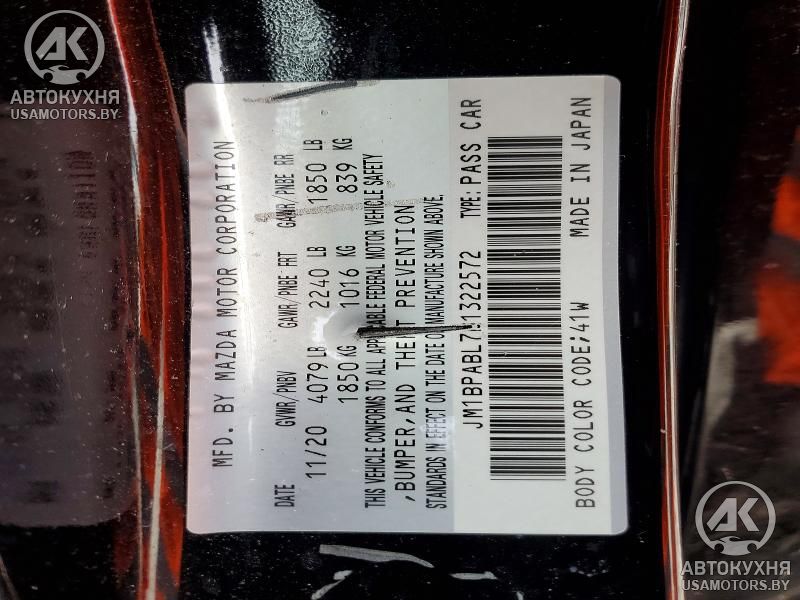 AK
АВТОКУХНЯ
USAMOTORS.BY
MFD. BY MAZDA MOTOR CORPORATION
DATE GVWR/PNBV GAWR/PNBE FRT GAWR/PNBE RR
11/20 4079 LB 2240 LB 1850 LB
1850 KG 1016 KG 839 KG
THIS VEHICLE CONFORMS TO ALL APPLICABLE FEDERAL MOTOR VEHICLE SAFETY
,BUMPER,AND THEFT PREVENTION
STANDARDS IN EFFECT ON THE DATE OF MANUFACTURE SHOWN ABOVE.
TYPE: PASS CAR
BODY COLOR CODE;41W MADE IN JAPAN
AK
АВТОКУХНЯ
USAMOTORS.BY